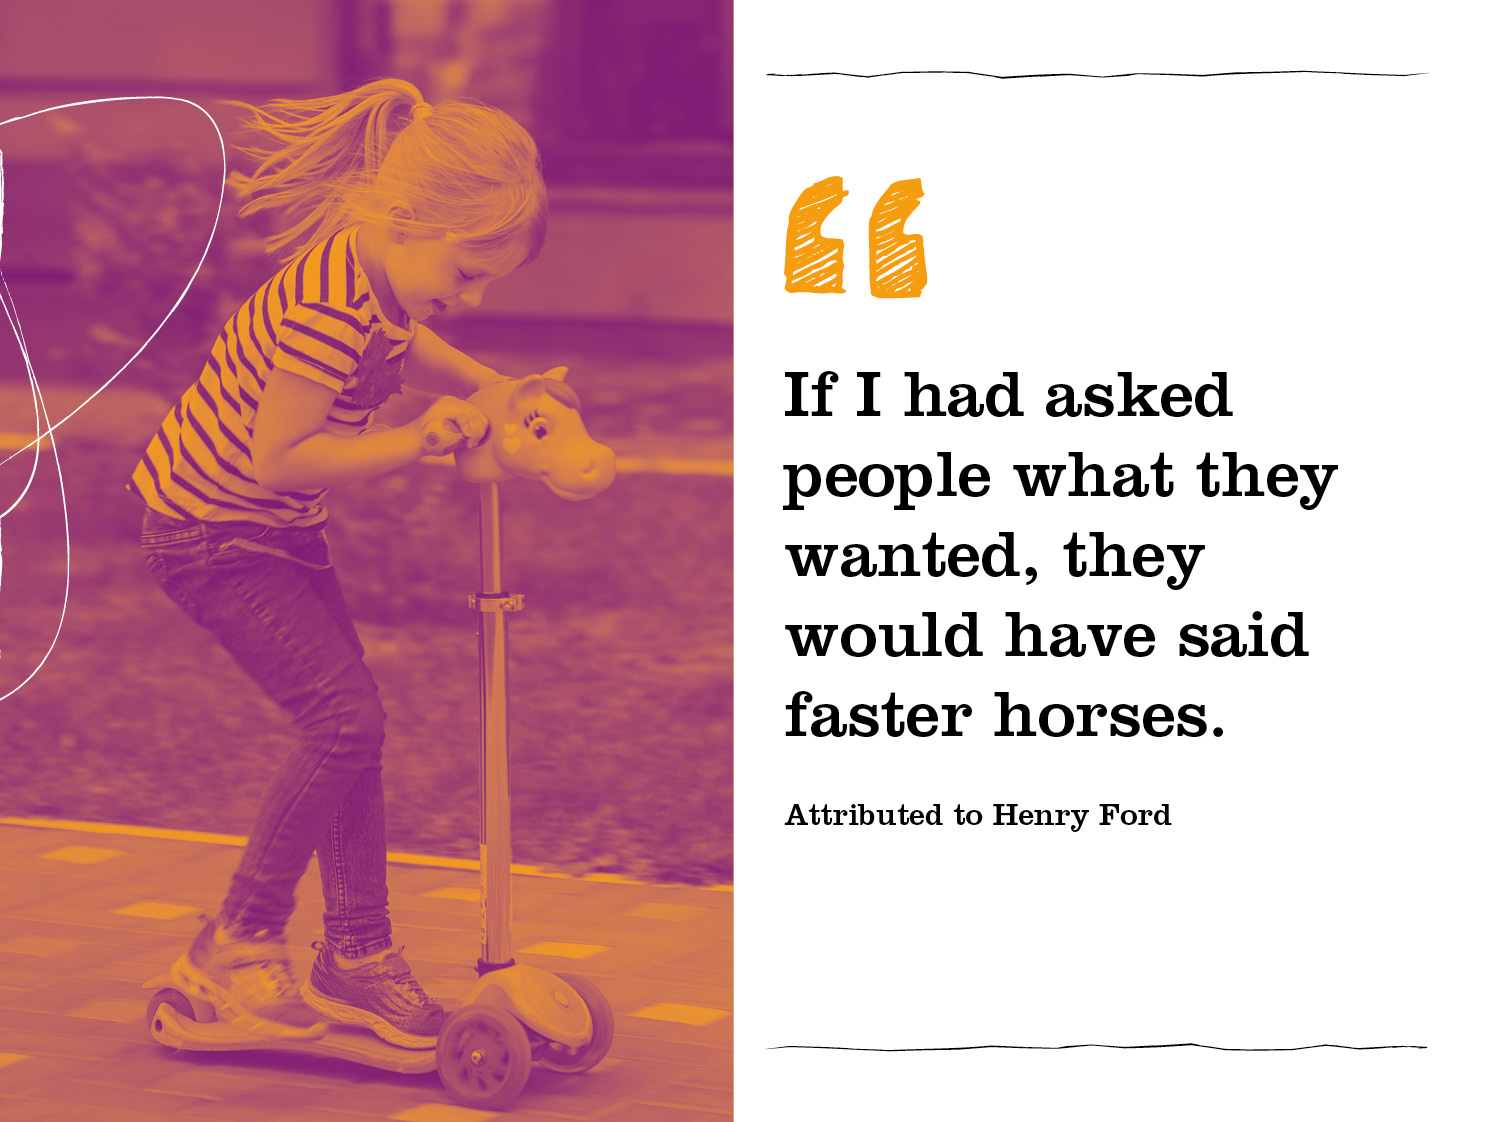 If I had asked
people what they
wanted, they
would have said
faster horses.
Attributed to Henry Ford